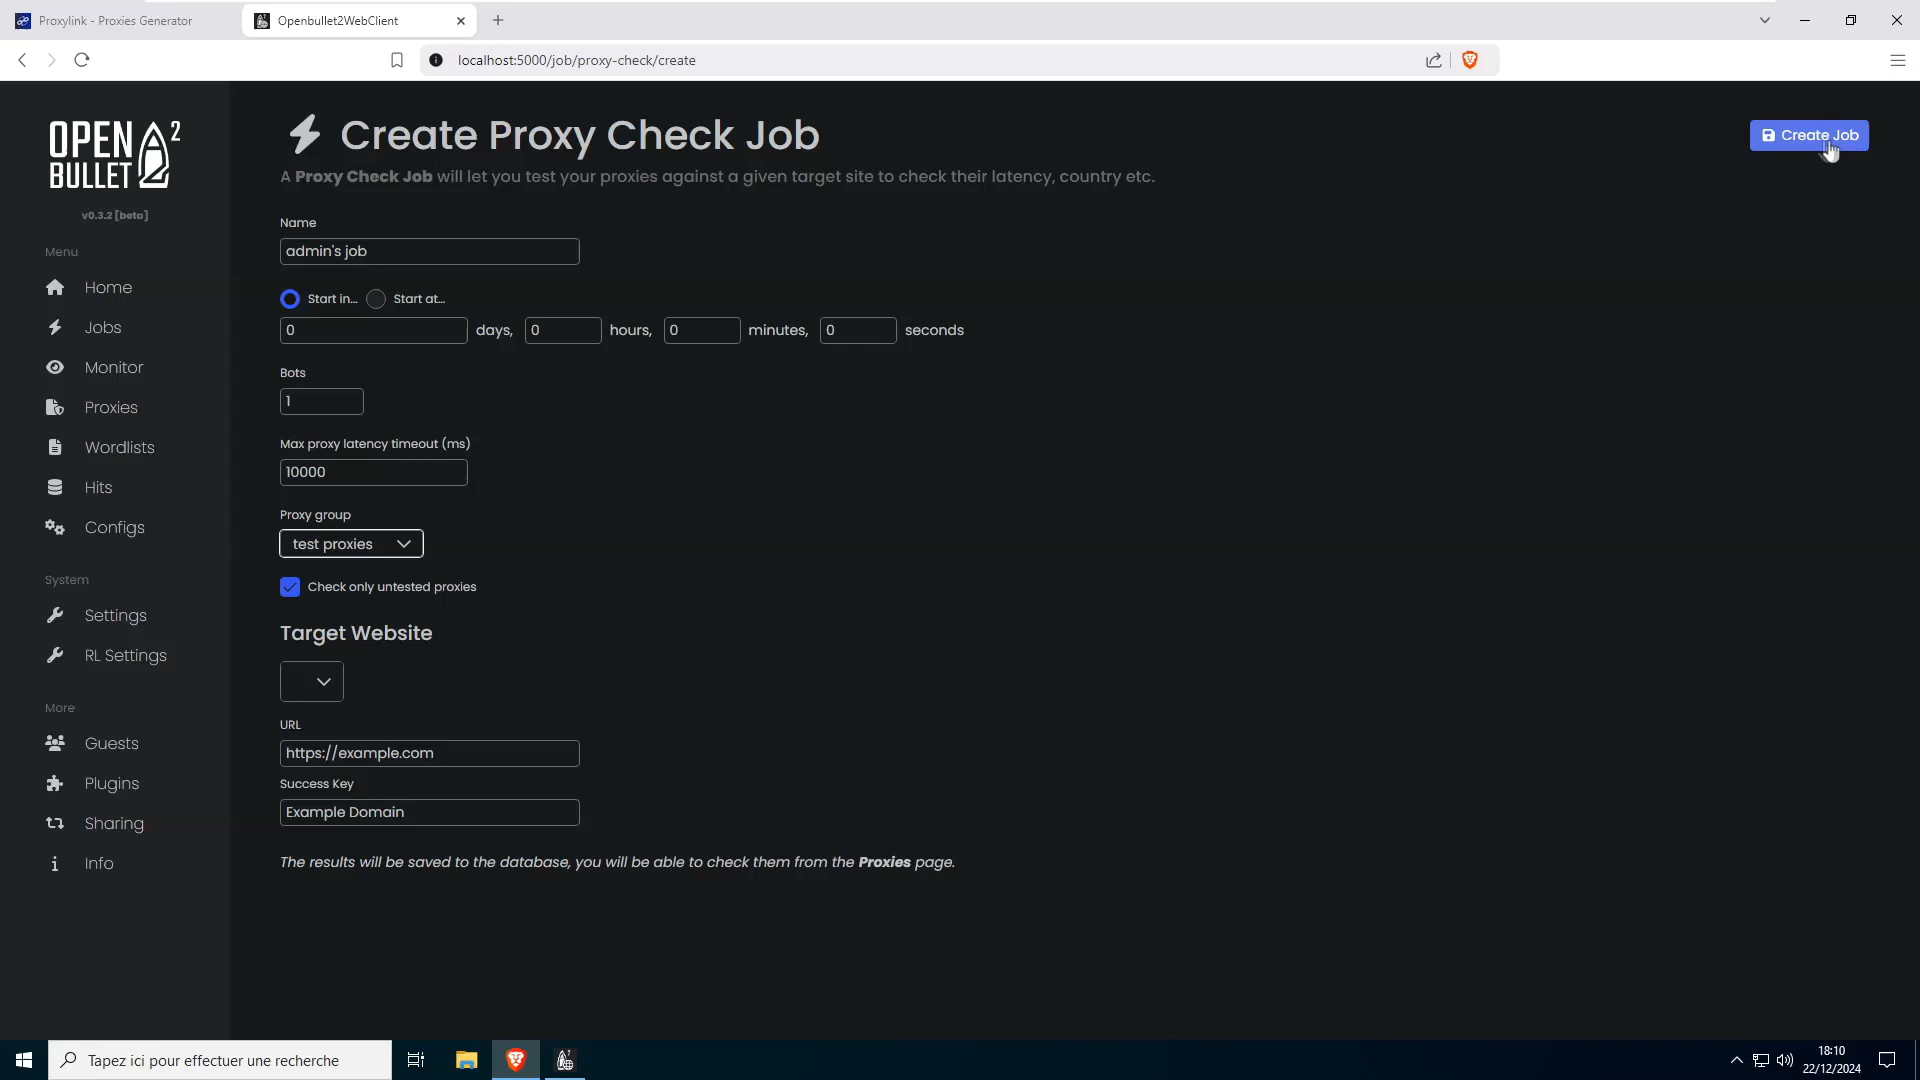 Proxylink - Proxies Generator
Openbullet2WebClient
localhost:5000/job/proxy-check/create
OPEN 2
BULLET
v0.3.2 [beta]
Menu
Home
Jobs
Monitor
Proxies
Wordlists
Hits
Configs
System
Settings
RL Settings
More
Guests
Plugins
Sharing
Info
Create Proxy Check Job
Create Job
A Proxy Check Job will let you test your proxies against a given target site to check their latency, country etc.
Name
admin's job
Start in... Start at...
0 days, 0 hours, 0 minutes, 0 seconds
Bots
1
Max proxy latency timeout (ms)
10000
Proxy group
test proxies
Check only untested proxies
Target Website
URL
https://example.com
Success Key
Example Domain
The results will be saved to the database, you will be able to check them from the Proxies page.
Tapez ici pour effectuer une recherche
18:10
22/12/2024